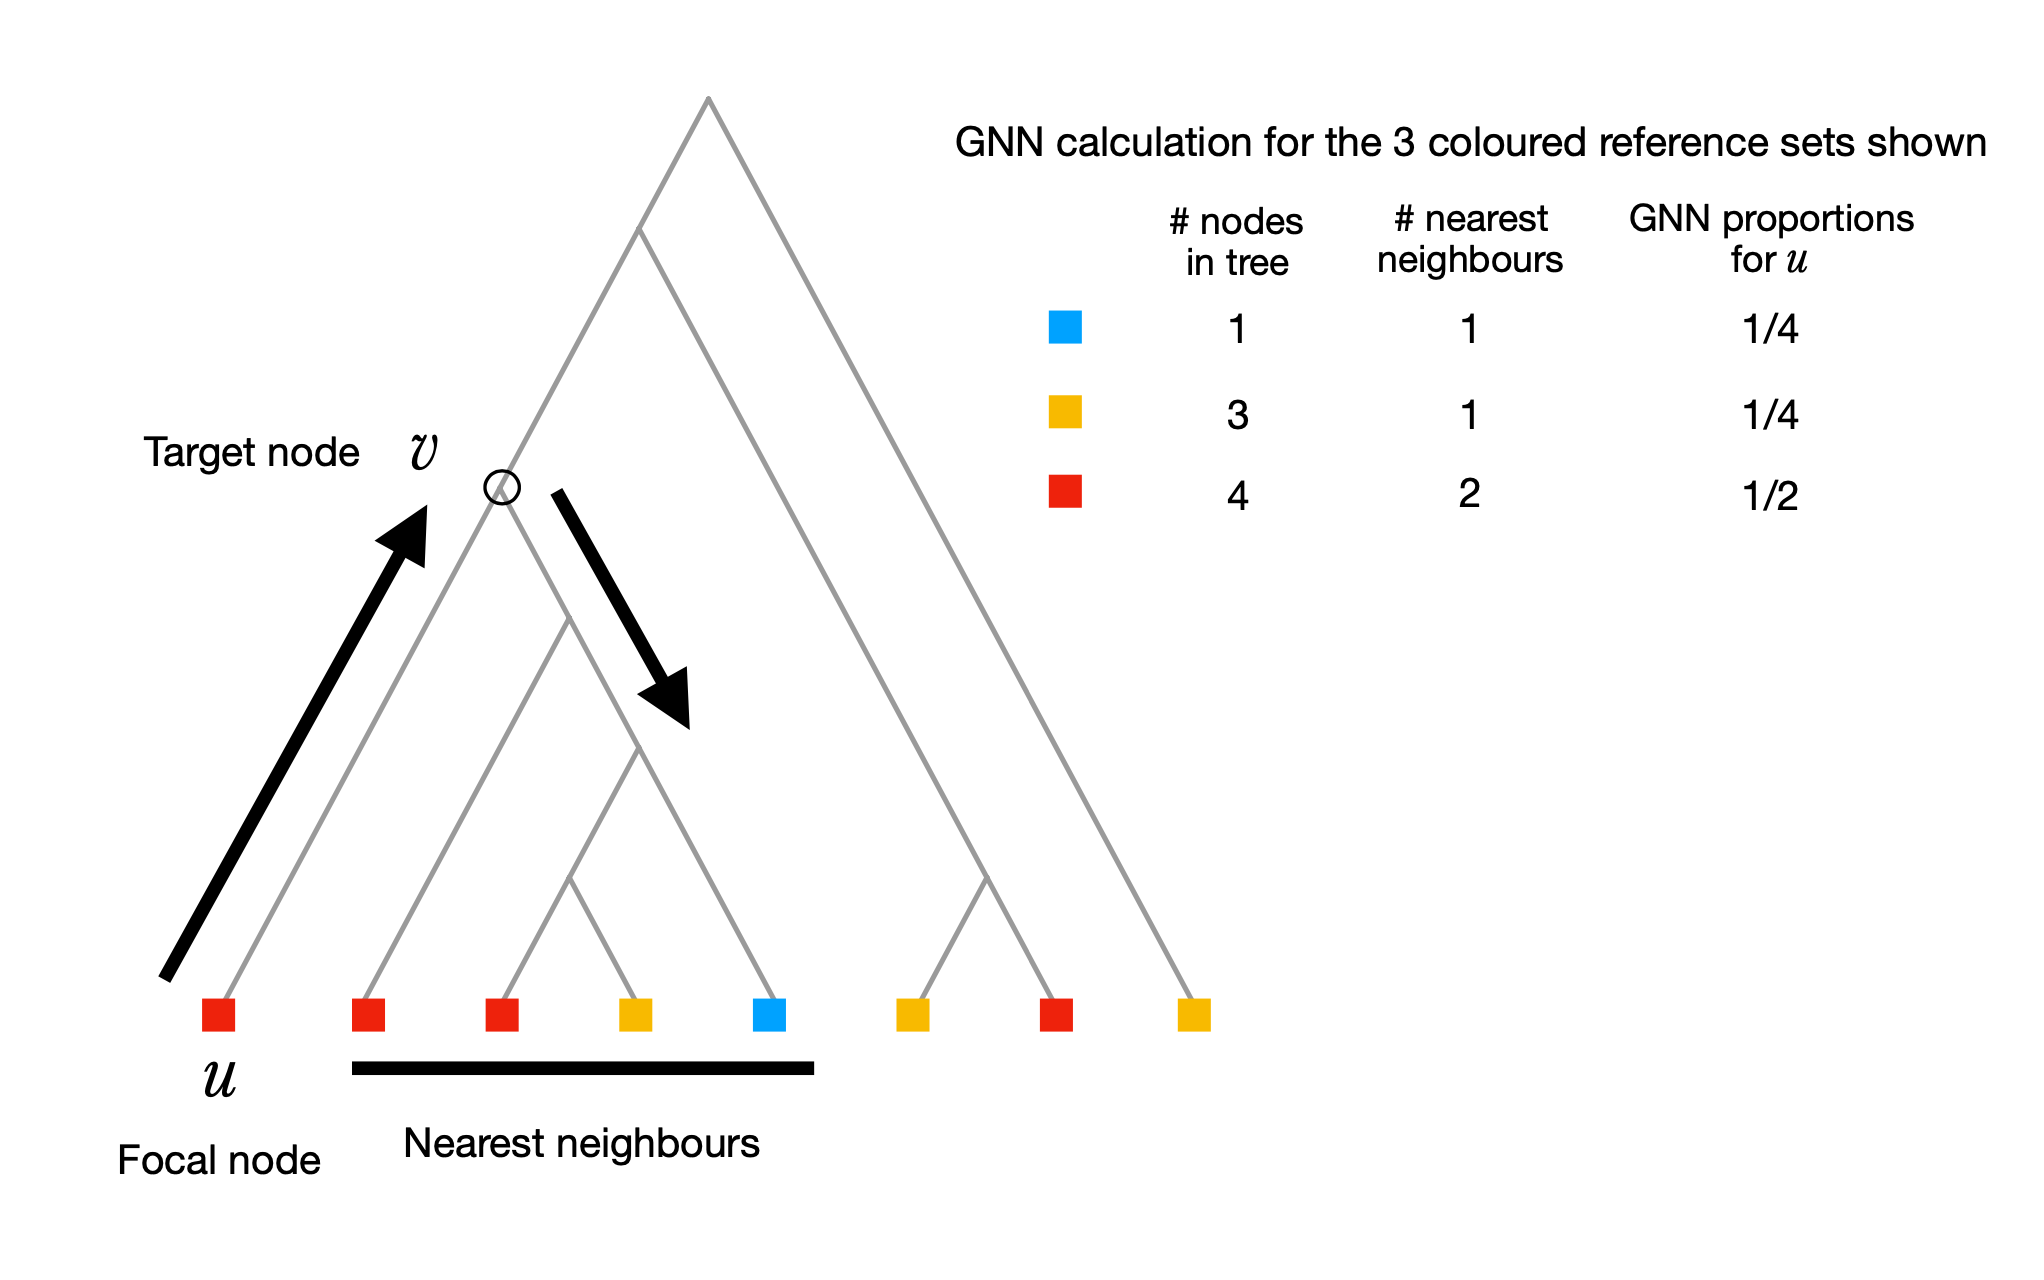 GNN calculation for the 3 coloured reference sets shown
# nodes in tree
# nearest neighbours
GNN proportions for u
1 1 1/4
3 1 1/4
4 2 1/2
Target node v
u
Focal node
Nearest neighbours